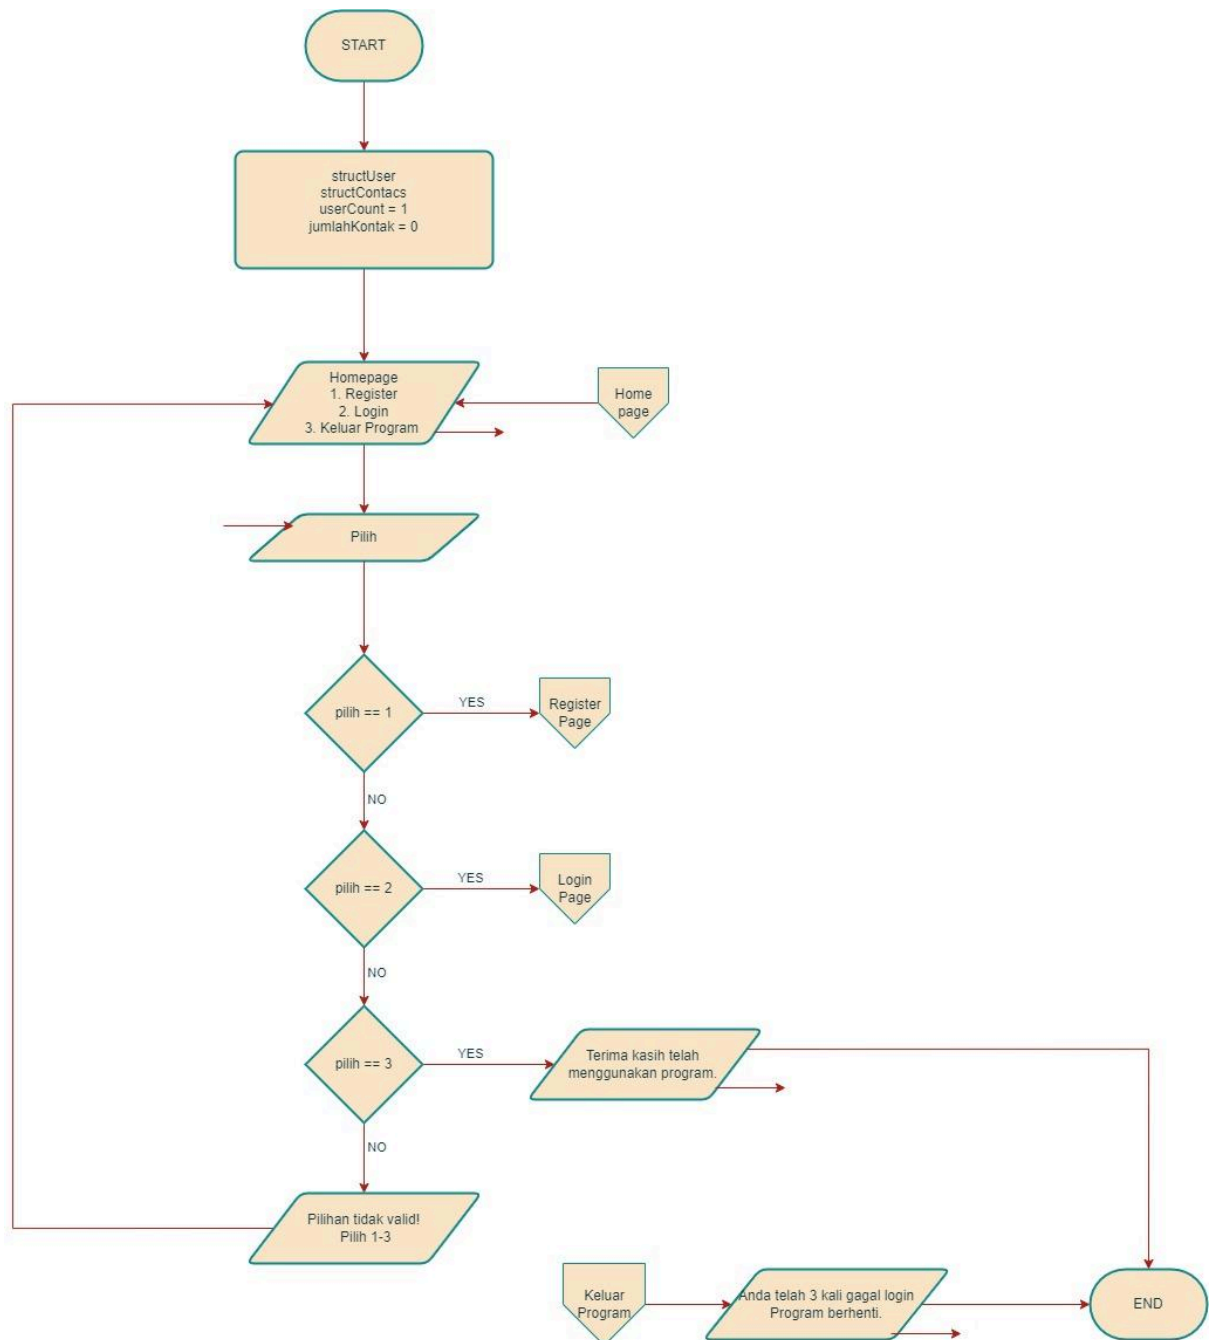 START
structUser
structContacs
userCount = 1
jumlahKontak = 0
Homepage
1. Register
2. Login
3. Keluar Program
Home
page
Pilih
pilih == 1
YES
Register
Page
NO
pilih == 2
YES
Login
Page
NO
pilih == 3
YES
Terima kasih telah
menggunakan program.
NO
Pilihan tidak valid!
Pilih 1-3
Keluar
Program
Anda telah 3 kali gagal login
Program berhenti.
END